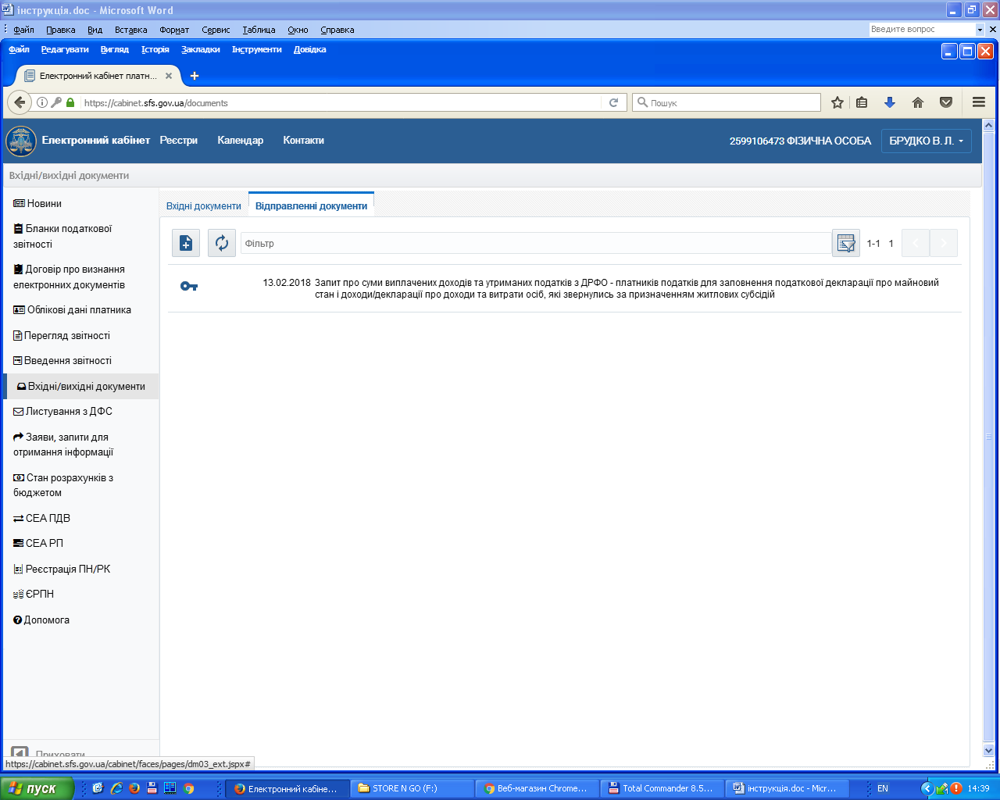 інструкція.doc - Microsoft Word
Файл Правка Вид Вставка Формат Сервис Таблица Окно Справка
Введите вопрос
Файл Редагувати Вигляд Історія Закладки Інструменти Довідка
Електронний кабінет платн...
https://cabinet.sfs.gov.ua/documents
Пошук
Електронний кабінет Реєстри Календар Контакти
2599106473 ФІЗИЧНА ОСОБА
БРУДКО В. Л.
Вхідні/вихідні документи
Новини
Бланки податкової
звітності
Договір про визнання
електронних документів
Облікові дані платника
Перегляд звітності
Введення звітності
Вхідні/вихідні документи
Листування з ДФС
Заяви, запити для
отримання інформації
Стан розрахунків з
бюджетом
СЕА ПДВ
СЕА РП
Реєстрація ПН/РК
ЄРПН
Допомога
Приховати
Вхідні документи Відправленні документи
Фільтр
1-1 1
13.02.2018 Запит про суми виплачених доходів та утриманих податків з ДРФО - платників податків для заповнення податкової декларації про майновий
стан і доходи/декларації про доходи та витрати осіб, які звернулись за призначенням житлових субсідій
https://cabinet.sfs.gov.ua/cabinet/faces/pages/dm03_ext.jspx#
пуск
Електронний кабіне...
STORE N GO (F:)
Веб-магазин Chrome...
Total Commander 8.5...
інструкція.doc - Micr...
EN
14:39